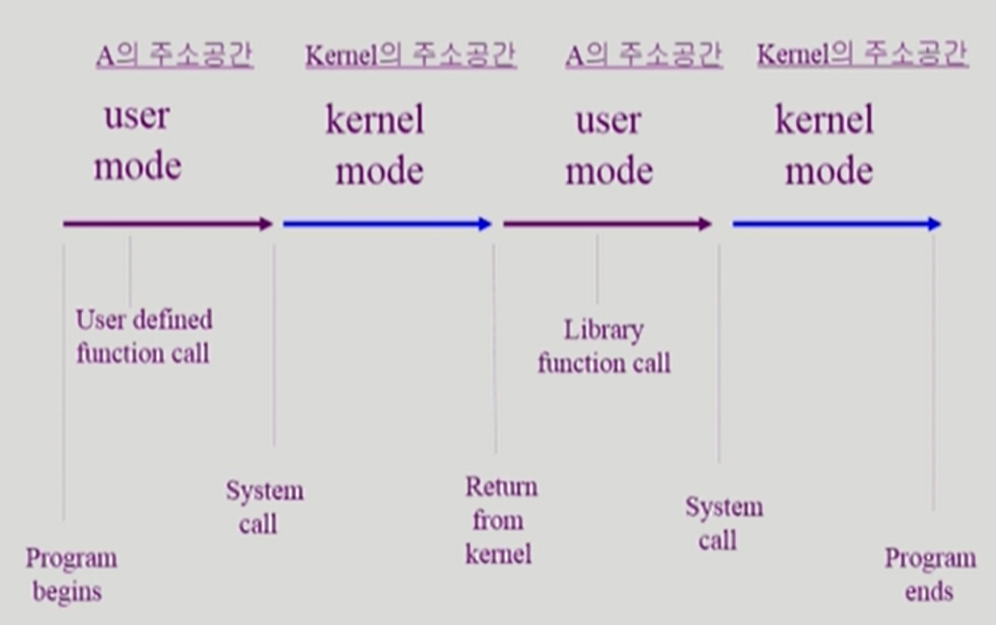 A의 주소공간
Kernel의 주소공간
A의 주소공간
Kernel의 주소공간
user
mode
kernel
mode
user
mode
kernel
mode
User defined
function call
Library
function call
System
call
Return
from
kernel
System
call
Program
begins
Program
ends